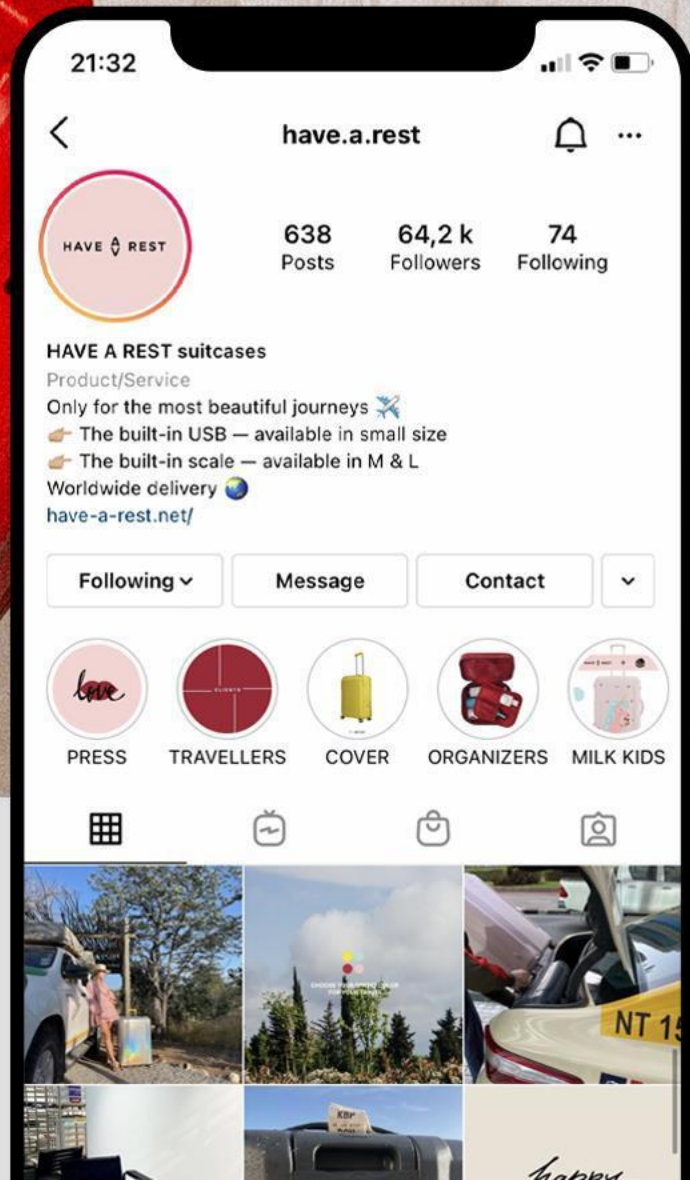 21:32
have.a.rest
HAVE A REST
638
Posts
64,2 k
Followers
74
Following
HAVE A REST suitcases
Product/Service
Only for the most beautiful journeys ✈️
👉🏼 The built-in USB — available in small size
👉🏼 The built-in scale — available in M & L
Worldwide delivery 🌏
have-a-rest.net/
Following
Message
Contact
love
PRESS
TRAVELLERS
COVER
ORGANIZERS
MILK KIDS
NT 15
KBP
happy